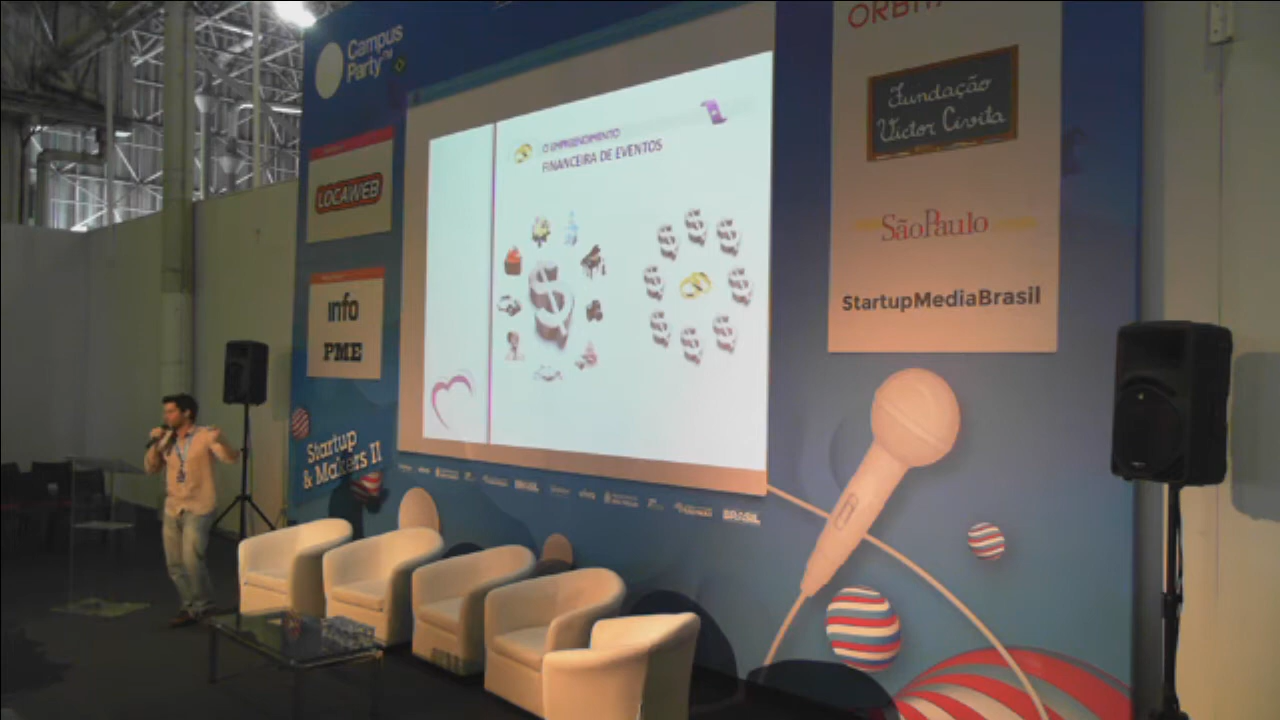 Campus
Party
LOCAWEB
info
PME
Startup
& Makers II
O EMPREENDIMENTO
FINANCEIRA DE EVENTOS
Fundação
Victor Civita
São Paulo
StartupMediaBrasil
BRASIL
BRASIL